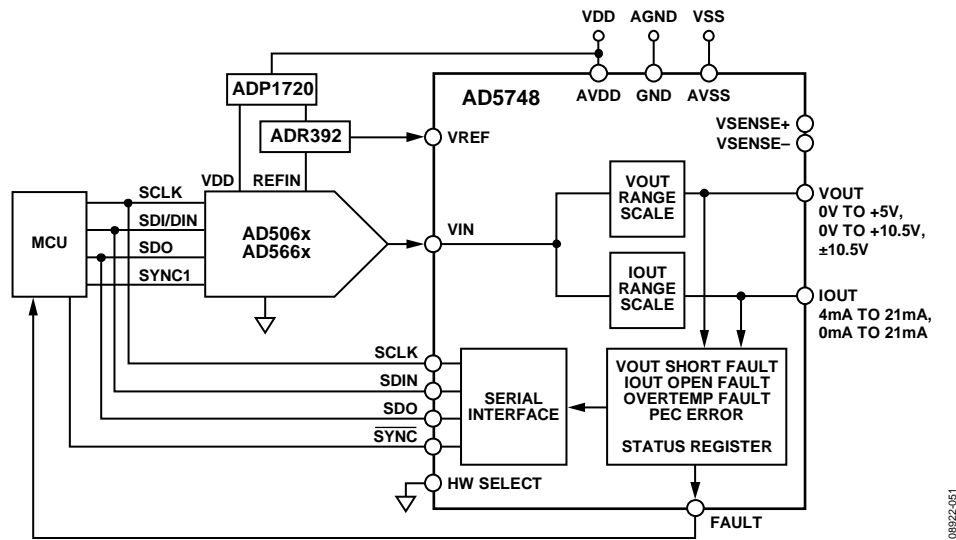 VDD AGND VSS
ADP1720
AD5748
AVDD GND AVSS
VSENSE+
VSENSE–
ADR392
VREF
VDD REFIN
SCLK
SDI/DIN
SDO
SYNC1
MCU
AD506x
AD566x
VIN
VOUT
RANGE
SCALE
VOUT
0V TO +5V,
0V TO +10.5V,
±10.5V
IOUT
RANGE
SCALE
IOUT
4mA TO 21mA,
0mA TO 21mA
SCLK
SDIN
SDO
SYNC
SERIAL
INTERFACE
VOUT SHORT FAULT
IOUT OPEN FAULT
OVERTEMP FAULT
PEC ERROR
STATUS REGISTER
HW SELECT
FAULT
08922-051